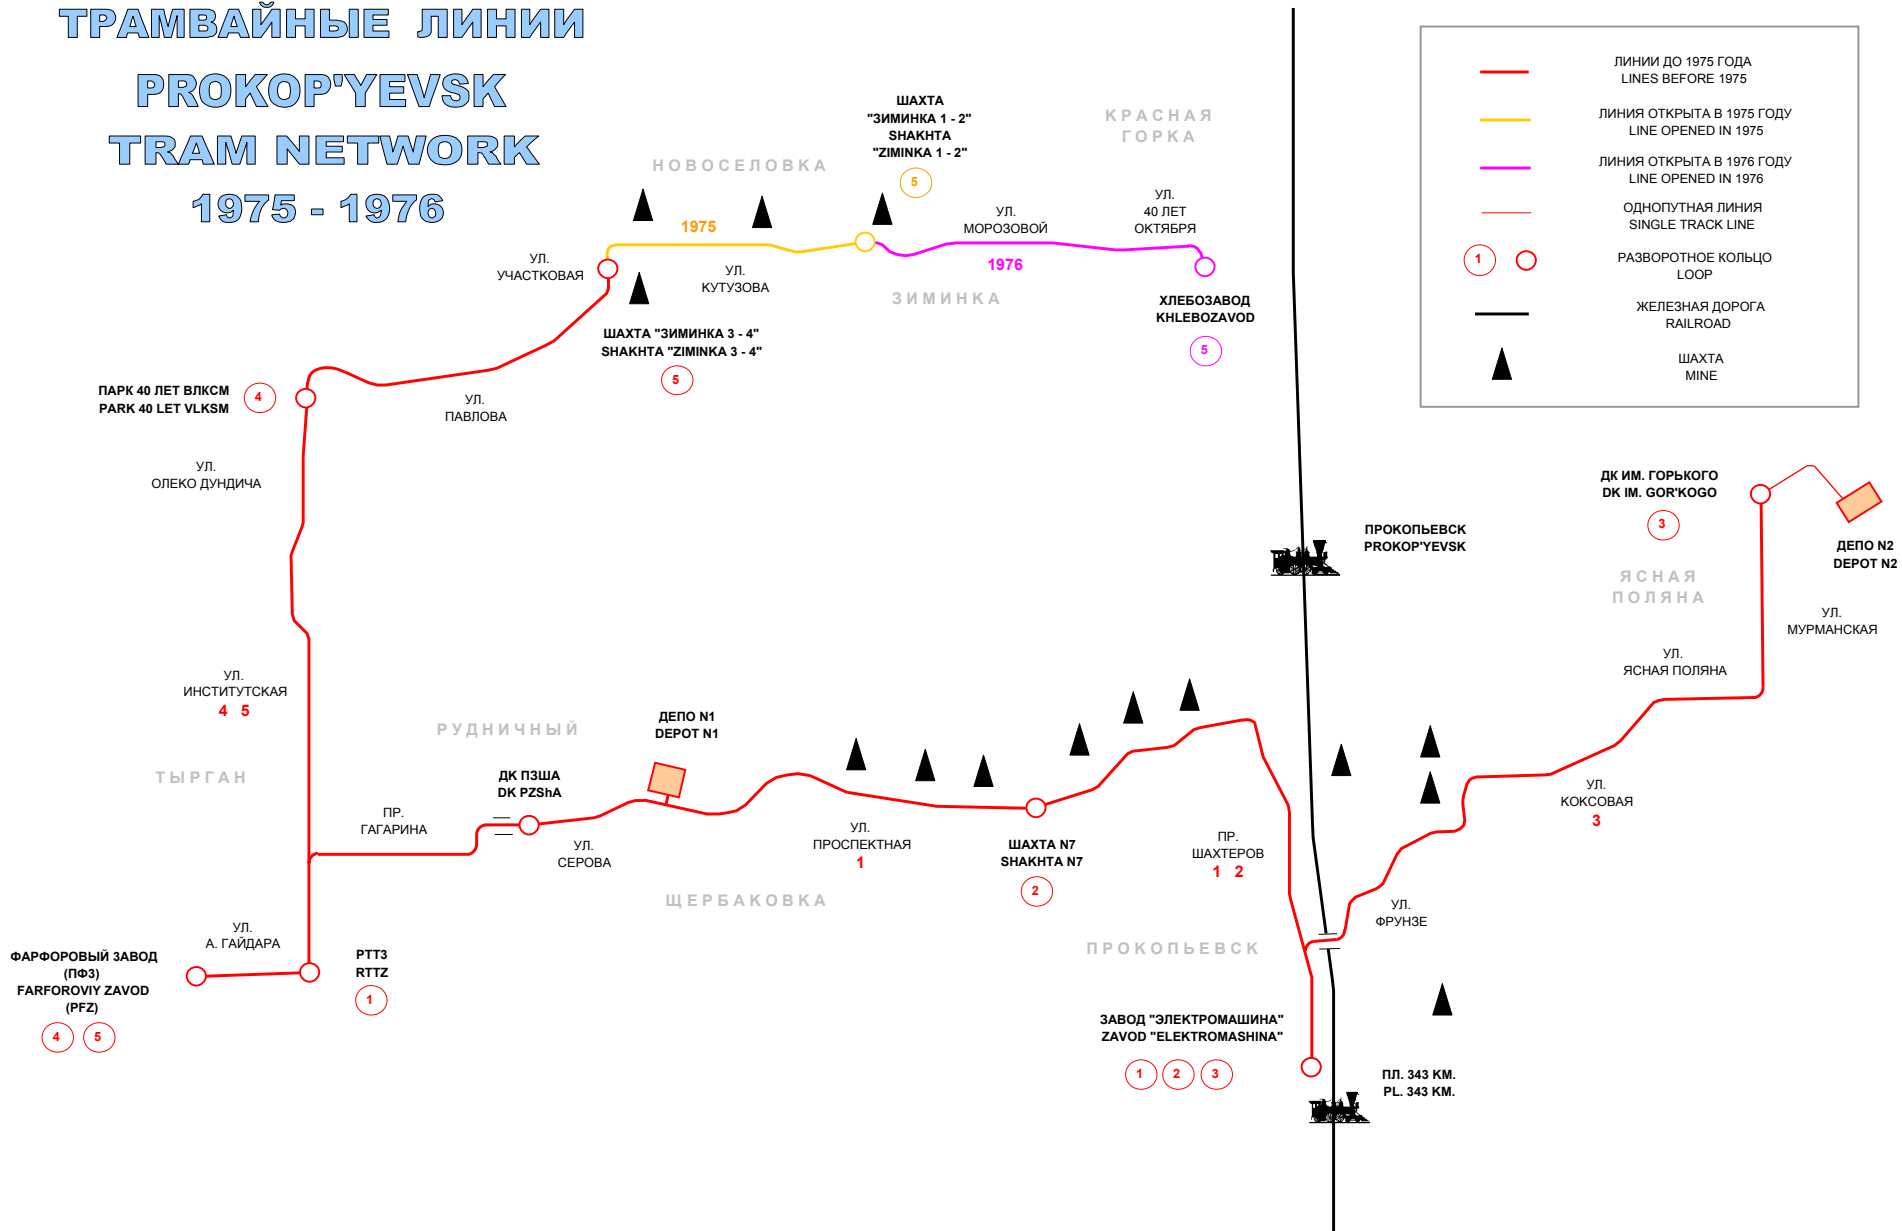 ТРАМВАЙНЫЕ ЛИНИИ
PROKOP'YEVSK
TRAM NETWORK
1975 - 1976
ЛИНИИ ДО 1975 ГОДА
LINES BEFORE 1975
ЛИНИЯ ОТКРЫТА В 1975 ГОДУ
LINE OPENED IN 1975
ЛИНИЯ ОТКРЫТА В 1976 ГОДУ
LINE OPENED IN 1976
ОДНОПУТНАЯ ЛИНИЯ
SINGLE TRACK LINE
1
РАЗВОРОТНОЕ КОЛЬЦО
LOOP
ЖЕЛЕЗНАЯ ДОРОГА
RAILROAD
ШАХТА
MINE
ШАХТА
"ЗИМИНКА 1 - 2"
SHAKHTA
"ZIMINKA 1 - 2"
5
КРАСНАЯ
ГОРКА
НОВОСЕЛОВКА
1975
УЛ.
МОРОЗОВОЙ
УЛ.
40 ЛЕТ
ОКТЯБРЯ
1976
УЛ.
УЧАСТКОВАЯ
УЛ.
КУТУЗОВА
ЗИМИНКА
ХЛЕБОЗАВОД
KHLEBOZAVOD
5
ШАХТА "ЗИМИНКА 3 - 4"
SHAKHTA "ZIMINKA 3 - 4"
5
ПАРК 40 ЛЕТ ВЛКСМ
PARK 40 LET VLKSM
4
УЛ.
ПАВЛОВА
УЛ.
ОЛЕКО ДУНДИЧА
ДК ИМ. ГОРЬКОГО
DK IM. GOR'KOGO
3
ПРОКОПЬЕВСК
PROKOP'YEVSK
ДЕПО N2
DEPOT N2
ЯСНАЯ
ПОЛЯНА
УЛ.
МУРМАНСКАЯ
УЛ.
ЯСНАЯ ПОЛЯНА
УЛ.
ИНСТИТУТСКАЯ
4 5
РУДНИЧНЫЙ
ДЕПО N1
DEPOT N1
ТЫРГАН
ДК ПЗША
DK PZShA
ПР.
ГАГАРИНА
УЛ.
СЕРОВА
УЛ.
ПРОСПЕКТНАЯ
1
ШАХТА N7
SHAKHTA N7
2
ПР.
ШАХТЕРОВ
1 2
УЛ.
КОКСОВАЯ
3
УЛ.
ФРУНЗЕ
ЩЕРБАКОВКА
ПРОКОПЬЕВСК
УЛ.
А. ГАЙДАРА
ФАРФОРОВЫЙ ЗАВОД
(ПФЗ)
FARFOROVIY ZAVOD
(PFZ)
4 5
РТТЗ
RTTZ
1
ЗАВОД "ЭЛЕКТРОМАШИНА"
ZAVOD "ELEKTROMASHINA"
1 2 3
ПЛ. 343 КМ.
PL. 343 KM.